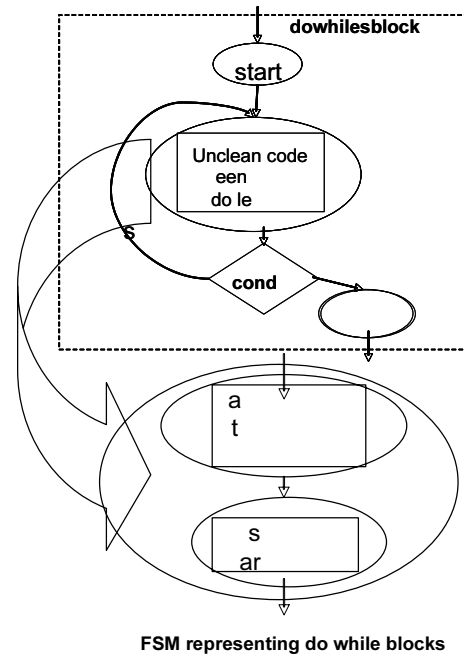 dowhilesblock
start
Unclean code
een
do le
s
cond
a
t
s
ar
FSM representing do while blocks